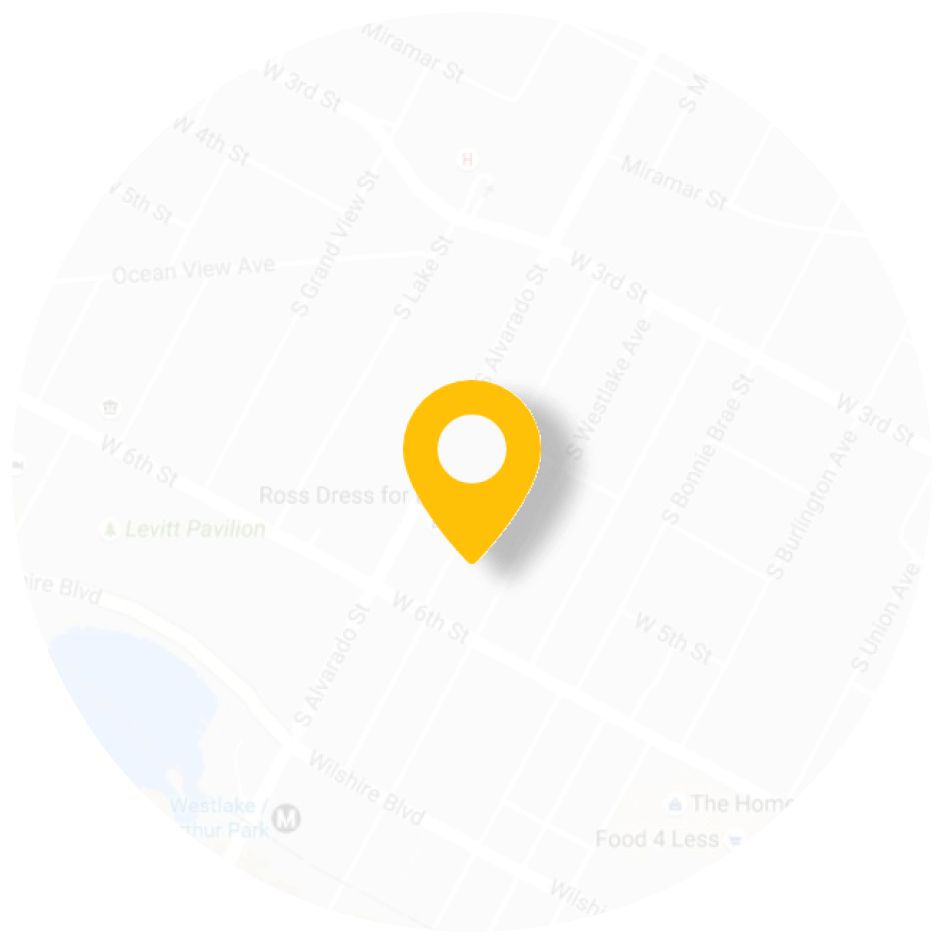 Miramar St
W 3rd St
S M
W 4th St
H
Miramar St
5th St
S Grand View St
S Lake St
Ocean View Ave
W 3rd St
S Alvarado St
S Westlake Ave
S Bonnie Brae St
W 3rd St
W 6th St
S Burlington Ave
Ross Dress for
Levitt Pavilion
ire Blvd
W 6th St
W 5th St
S Union Ave
S Alvarado St
Wilshire Blvd
Westlake /
rthur Park
M
The Home
Food 4 Less
Wilshi